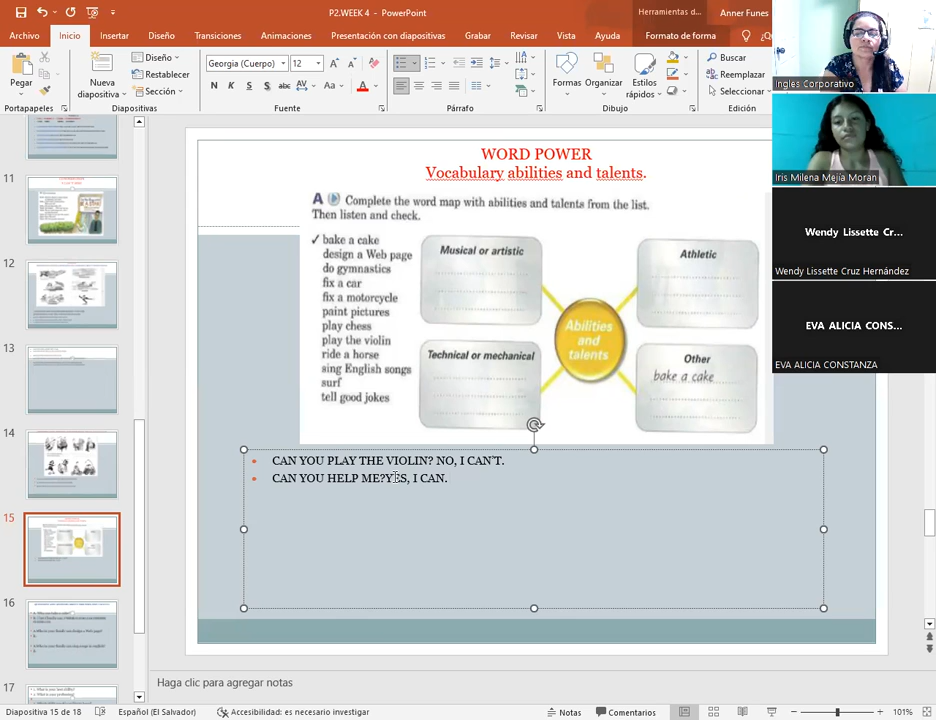 P2.WEEK 4 - PowerPoint
Herramientas d...
Anner Funes
Archivo
Inicio
Insertar
Diseño
Transiciones
Animaciones
Presentación con diapositivas
Grabar
Revisar
Vista
Ayuda
Formato de forma
Pegar
Nueva diapositiva
Diseño
Restablecer
Sección
Georgia (Cuerpo)
12
N K S S abc AV Aa A
Formas
Organizar
Estilos rápidos
Buscar
Reemplazar
Seleccionar
Portapapeles
Diapositivas
Fuente
Párrafo
Dibujo
Edición
Ingles Corporativo
Iris Milena Mejia Moran
Wendy Lissette Cr...
Wendy Lissette Cruz Hernández
EVA ALICIA CONS...
EVA ALICIA CONSTANZA
11
12
13
14
15
16
17
WORD POWER
Vocabulary abilities and talents.
A Complete the word map with abilities and talents from the list.
Then listen and check.
✓ bake a cake
design a Web page
do gymnastics
fix a car
fix a motorcycle
paint pictures
play chess
play the violin
ride a horse
sing English songs
surf
tell good jokes
Musical or artistic
Athletic
Abilities
and
talents
Technical or mechanical
Other
bake a cake
• CAN YOU PLAY THE VIOLIN? NO, I CAN'T.
• CAN YOU HELP ME?YES, I CAN.
Haga clic para agregar notas
Diapositiva 15 de 18
Español (El Salvador)
Accesibilidad: es necesario investigar
Notas
Comentarios
101%